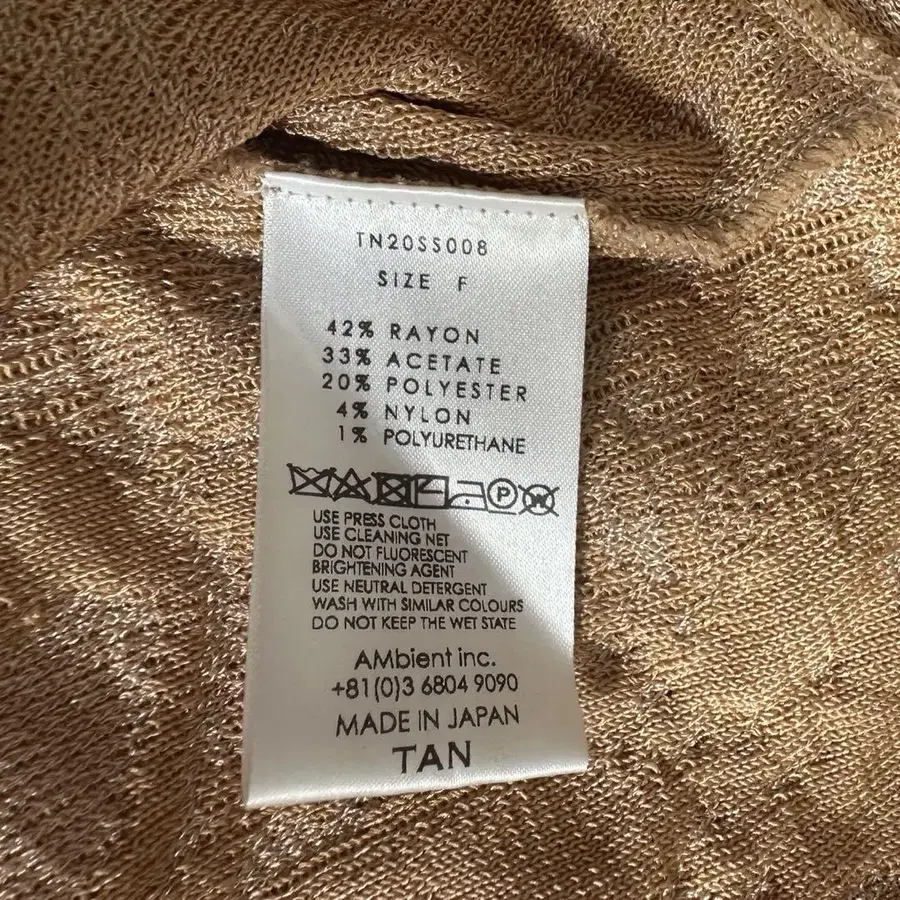 TN20SS008
SIZE F
42% RAYON
33% ACETATE
20% POLYESTER
4% NYLON
1% POLYURETHANE
P W
USE PRESS CLOTH
USE CLEANING NET
DO NOT FLUORESCENT
BRIGHTENING AGENT
USE NEUTRAL DETERGENT
WASH WITH SIMILAR COLOURS
DO NOT KEEP THE WET STATE
AMbient inc.
+81(0)3 6804 9090
MADE IN JAPAN
TAN